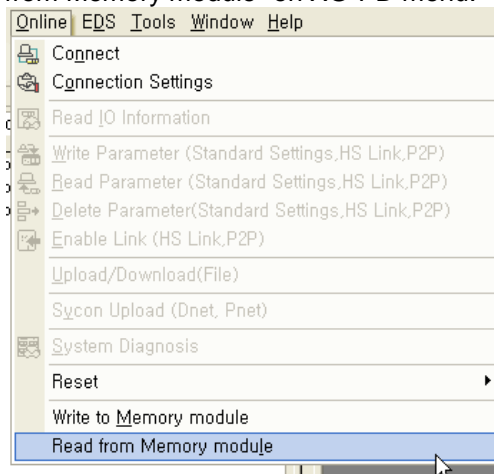 from Memory module" on XG-PD menu.
Online EDS Tools Window Help
Connect
Connection Settings
Read IO Information
Write Parameter (Standard Settings,HS Link,P2P)
Read Parameter (Standard Settings,HS Link,P2P)
Delete Parameter(Standard Settings,HS Link,P2P)
Enable Link (HS Link,P2P)
Upload/Download(File)
Sycon Upload (Dnet, Pnet)
System Diagnosis
Reset
Write to Memory module
Read from Memory module